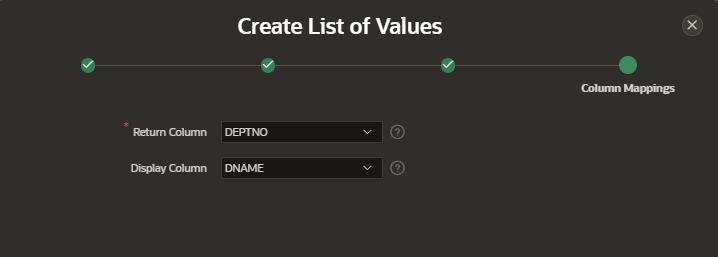 Create List of Values
Column Mappings
* Return Column DEPTNO ?
Display Column DNAME ?